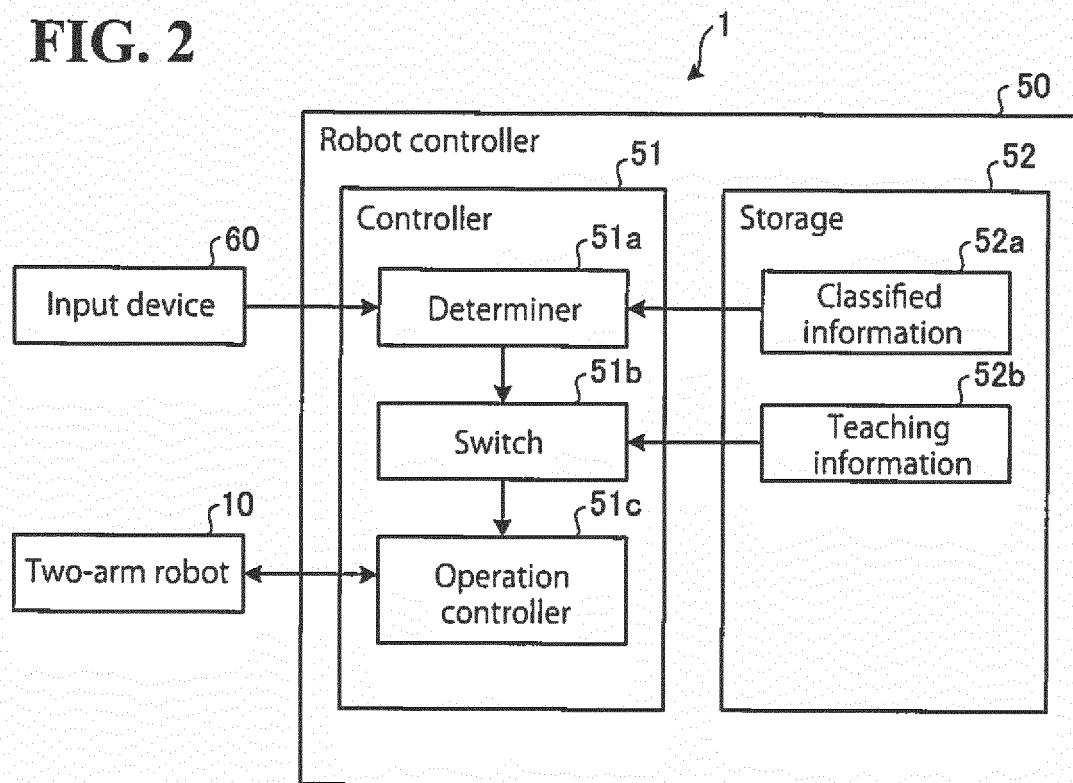 FIG. 2
1
50
Robot controller
51
52
Controller
Storage
60
51a
52a
Input device
Determiner
Classified
information
51b
52b
Switch
Teaching
information
10
51c
Two-arm robot
Operation
controller